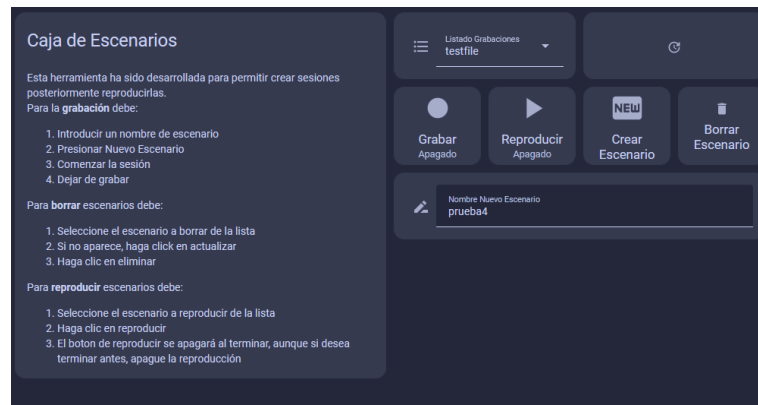 Caja de Escenarios
Esta herramienta ha sido desarrollada para permitir crear sesiones
posteriormente reproducirlas.
Para la grabación debe:
1. Introducir un nombre de escenario
2. Presionar Nuevo Escenario
3. Comenzar la sesión
4. Dejar de grabar
Para borrar escenarios debe:
1. Seleccione el escenario a borrar de la lista
2. Si no aparece, haga click en actualizar
3. Haga clic en eliminar
Para reproducir escenarios debe:
1. Seleccione el escenario a reproducir de la lista
2. Haga clic en reproducir
3. El boton de reproducir se apagará al terminar, aunque si desea
terminar antes, apague la reproducción
Listado Grabaciones
testfile
Grabar
Apagado
Reproducir
Apagado
NEW
Crear
Escenario
Borrar
Escenario
Nombre Nuevo Escenario
prueba4